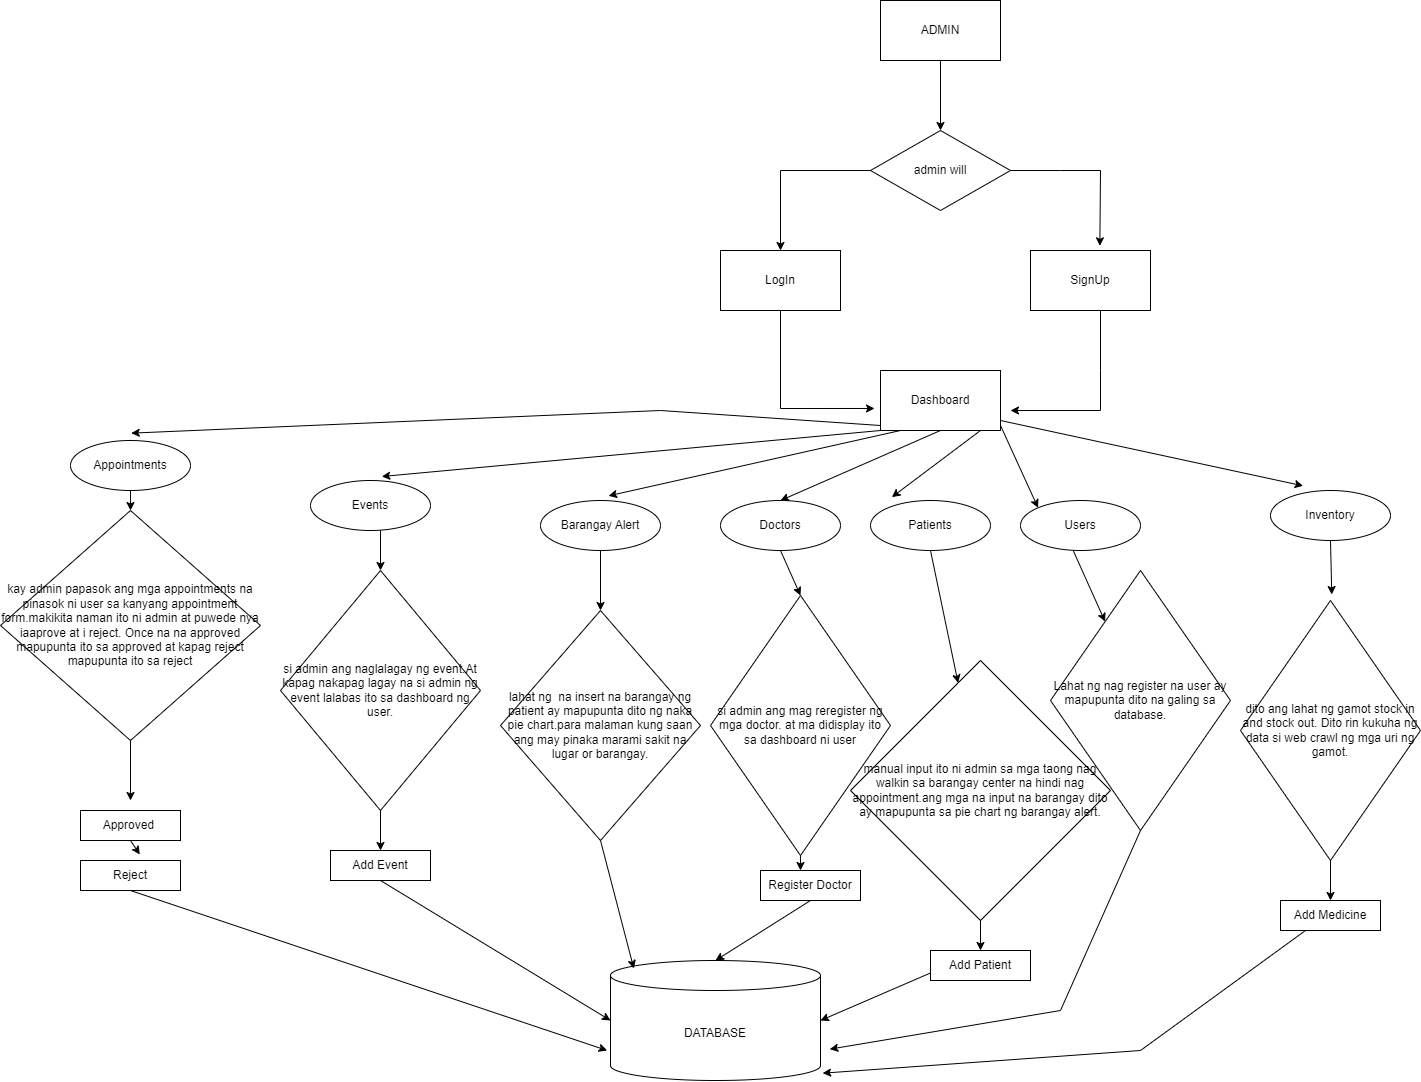 ADMIN
admin will
LogIn
SignUp
Dashboard
Appointments
Events
Barangay Alert
Doctors
Patients
Users
Inventory
kay admin papasok ang mga appointments na
pinasok ni user sa kanyang appointment
form.makikita naman ito ni admin at puwede nya
iaaprove at i reject. Once na na approved
mapupunta ito sa approved at kapag reject
mapupunta ito sa reject
si admin ang naglalagay ng event.At
kapag nakapag lagay na si admin ng
event lalabas ito sa dashboard ng
user.
lahat ng  na insert na barangay ng
patient ay mapupunta dito ng naka
pie chart.para malaman kung saan
ang may pinaka marami sakit na
lugar or barangay.
si admin ang mag reregister ng
mga doctor. at ma didisplay ito
sa dashboard ni user
manual input ito ni admin sa mga taong nag
walkin sa barangay center na hindi nag
appointment.ang mga na input na barangay dito
ay mapupunta sa pie chart ng barangay alert.
Lahat ng nag register na user ay
mapupunta dito na galing sa
database.
dito ang lahat ng gamot stock in
and stock out. Dito rin kukuha ng
data si web crawl ng mga uri ng
gamot.
Approved
Reject
Add Event
Register Doctor
Add Patient
Add Medicine
DATABASE